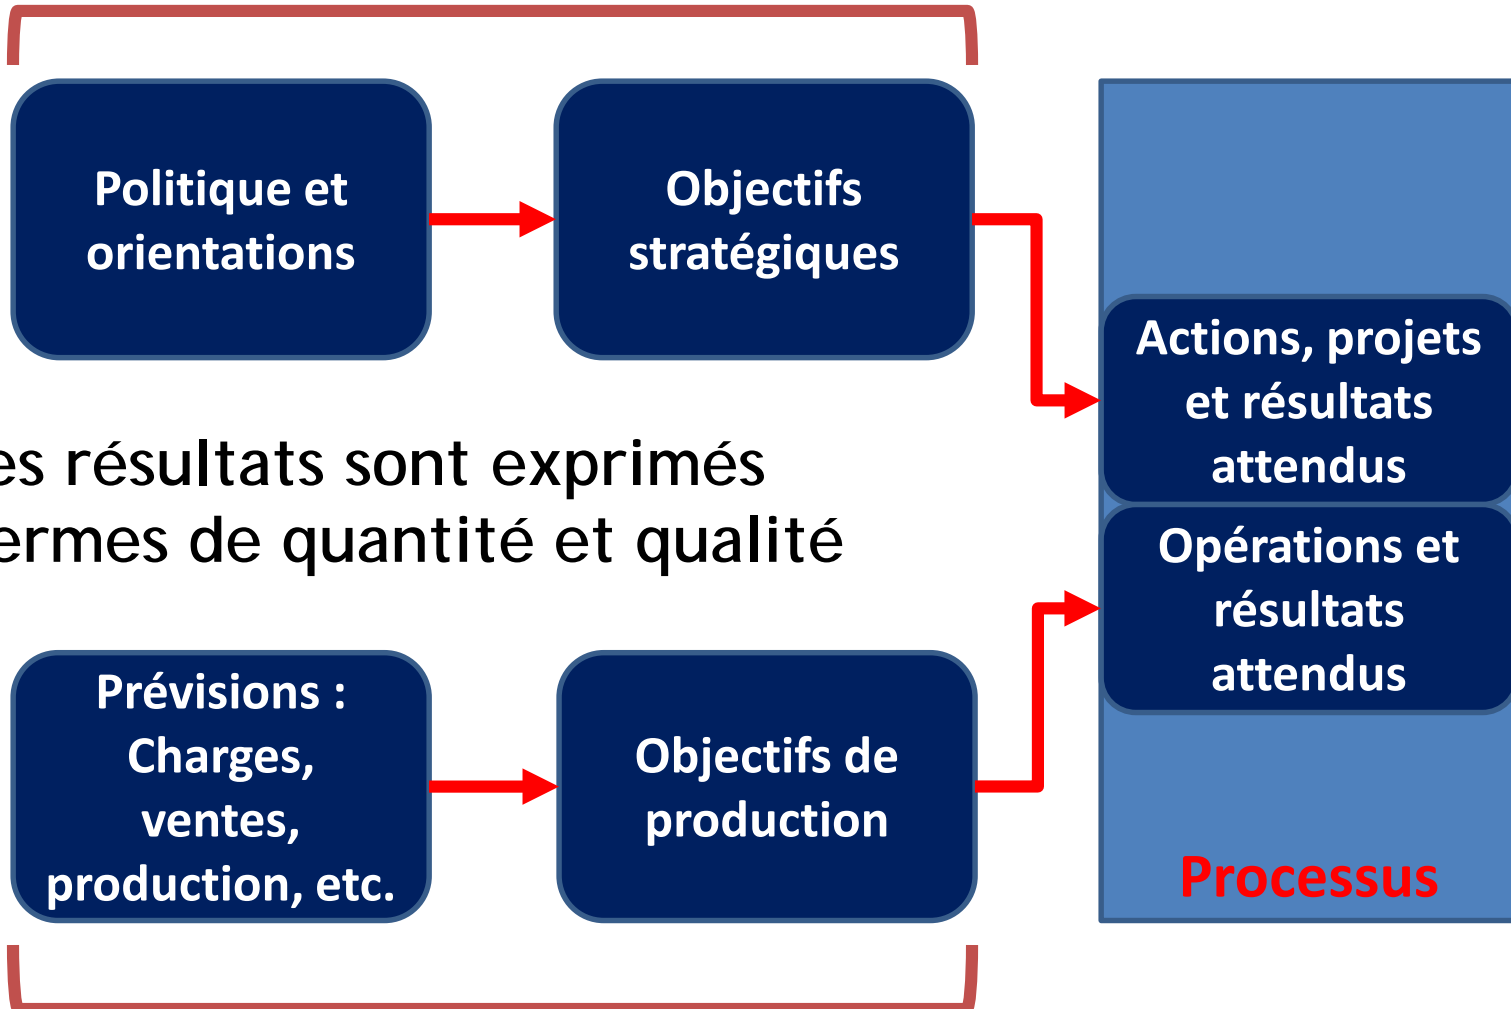 Politique et
orientations
Objectifs
stratégiques
Actions, projets
et résultats
attendus
es résultats sont exprimés
ermes de quantité et qualité
Opérations et
résultats
attendus
Prévisions :
Charges,
ventes,
production, etc.
Objectifs de
production
Processus